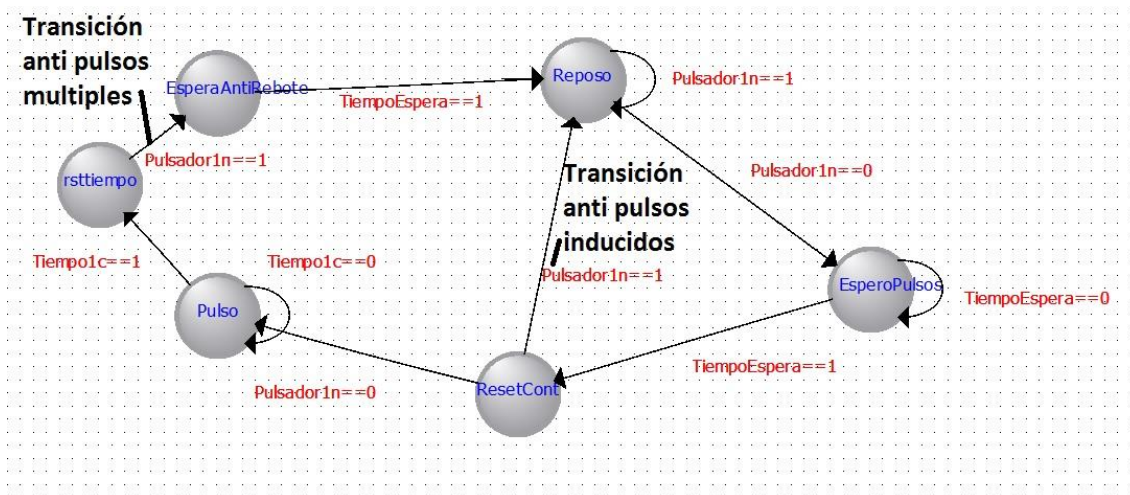 Transición
anti pulsos
multiples
EsperaAntiRebote
TiempoEspera==1
Reposo
Pulsador1n==1
Pulsador1n==1
rsttiempo
Pulsador1n==0
Transición
anti pulsos
inducidos
Pulsador1n==1
Tiempo1c==1
Tiempo1c==0
Pulso
EsperoPulsos
TiempoEspera==0
TiempoEspera==1
ResetCont
Pulsador1n==0